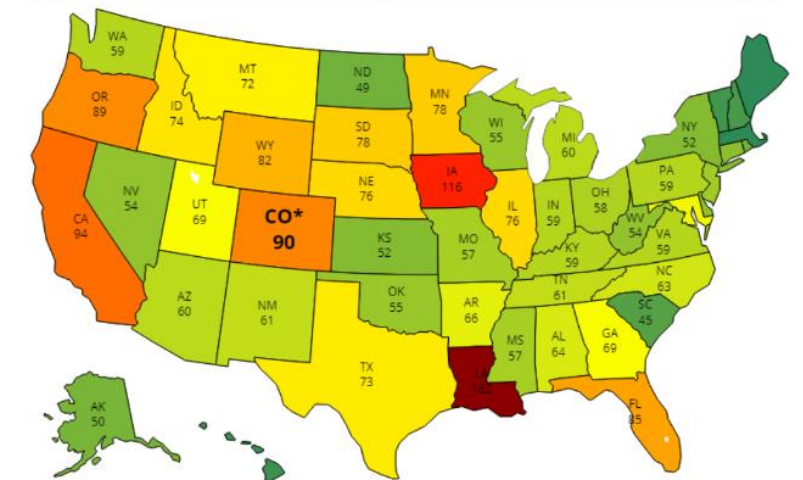 WA
59
OR
89
ID
74
MT
72
ND
49
MN
78
SD
78
WY
82
WI
55
MI
60
NY
52
IA
116
NE
76
NV
54
UT
69
CO*
90
CA
94
IL
76
IN
59
OH
58
PA
59
WV
54
VA
59
KY
59
KS
52
MO
57
NC
63
TN
61
SC
45
AZ
60
NM
61
OK
55
AR
66
MS
57
AL
64
GA
69
TX
73
LA
FL
85
AK
50